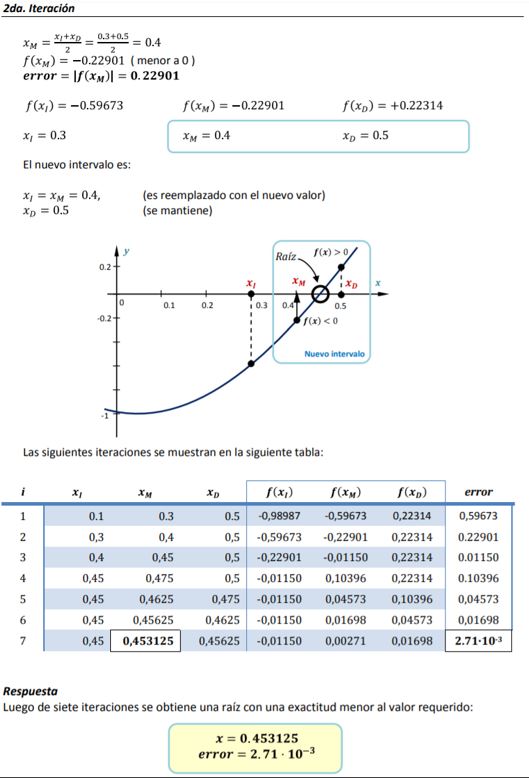 2da. Iteración
x_M = (x_I+x_D)/2 = (0.3+0.5)/2 = 0.4
f(x_M) = −0.22901 ( menor a 0 )
error = |f(x_M)| = 0.22901
f(x_I) = −0.59673 f(x_M) = −0.22901 f(x_D) = +0.22314
x_I = 0.3 x_M = 0.4 x_D = 0.5
El nuevo intervalo es:
x_I = x_M = 0.4, (es reemplazado con el nuevo valor)
x_D = 0.5 (se mantiene)
y
Raíz f(x) > 0
0.2
x_I x_M x_D x
0 0.1 0.2 0.3 0.4 0.5
-0.2
f(x) < 0
Nuevo intervalo
-1
Las siguientes iteraciones se muestran en la siguiente tabla:
i x_I x_M x_D f(x_I) f(x_M) f(x_D) error
1 0.1 0.3 0.5 -0,98987 -0,59673 0,22314 0,59673
2 0,3 0,4 0,5 -0,59673 -0,22901 0,22314 0.22901
3 0,4 0,45 0,5 -0,22901 -0,01150 0,22314 0.01150
4 0,45 0,475 0,5 -0,01150 0,10396 0,22314 0.10396
5 0,45 0,4625 0,475 -0,01150 0,04573 0,10396 0,04573
6 0,45 0,45625 0,4625 -0,01150 0,01698 0,04573 0,01698
7 0,45 0,453125 0,45625 -0,01150 0,00271 0,01698 2.71·10⁻³
Respuesta
Luego de siete iteraciones se obtiene una raíz con una exactitud menor al valor requerido:
x = 0.453125
error = 2.71 · 10⁻³